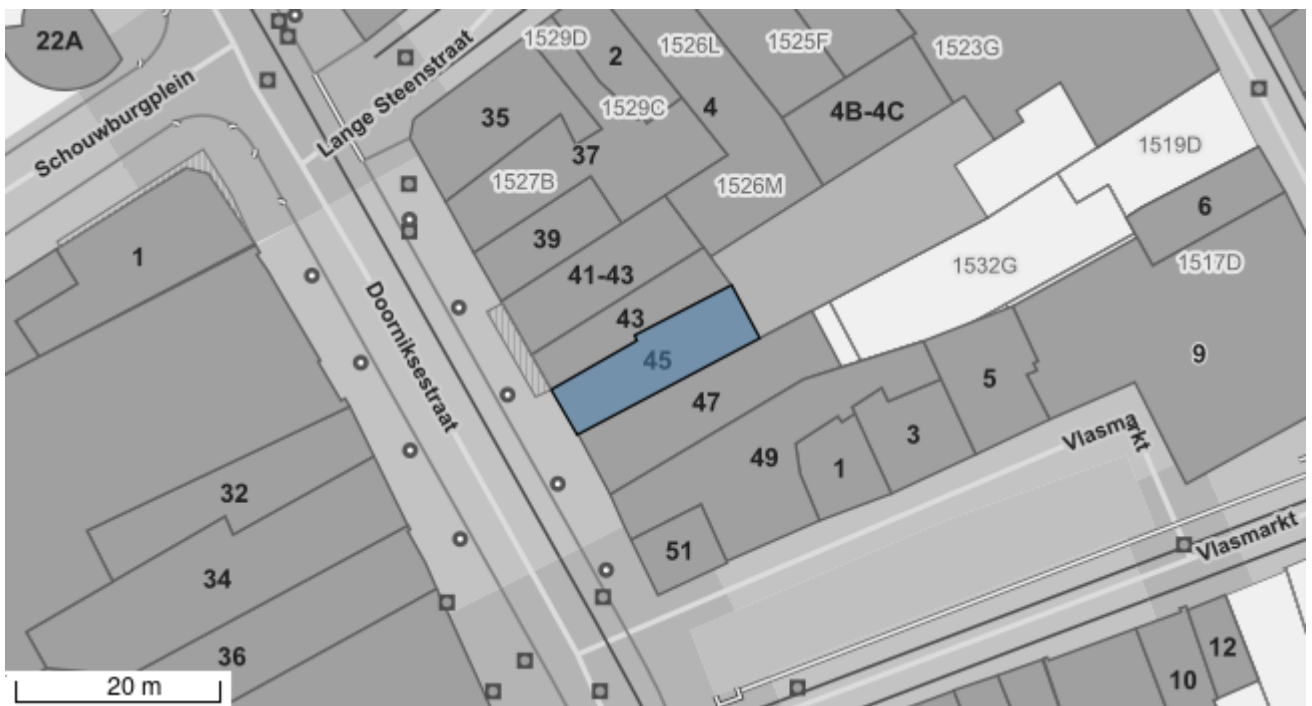 22A
1529D
2
1526L
1525F
1523G
Schouwburgplein
Lange Steenstraat
35
1529C
4
4B-4C
37
1527B
1526M
1519D
39
6
1
41-43
1532G
1517D
43
45
Doorniksestraat
47
5
9
49
3
1
Vlasmarkt
32
51
34
Vlasmarkt
36
12
10
20 m